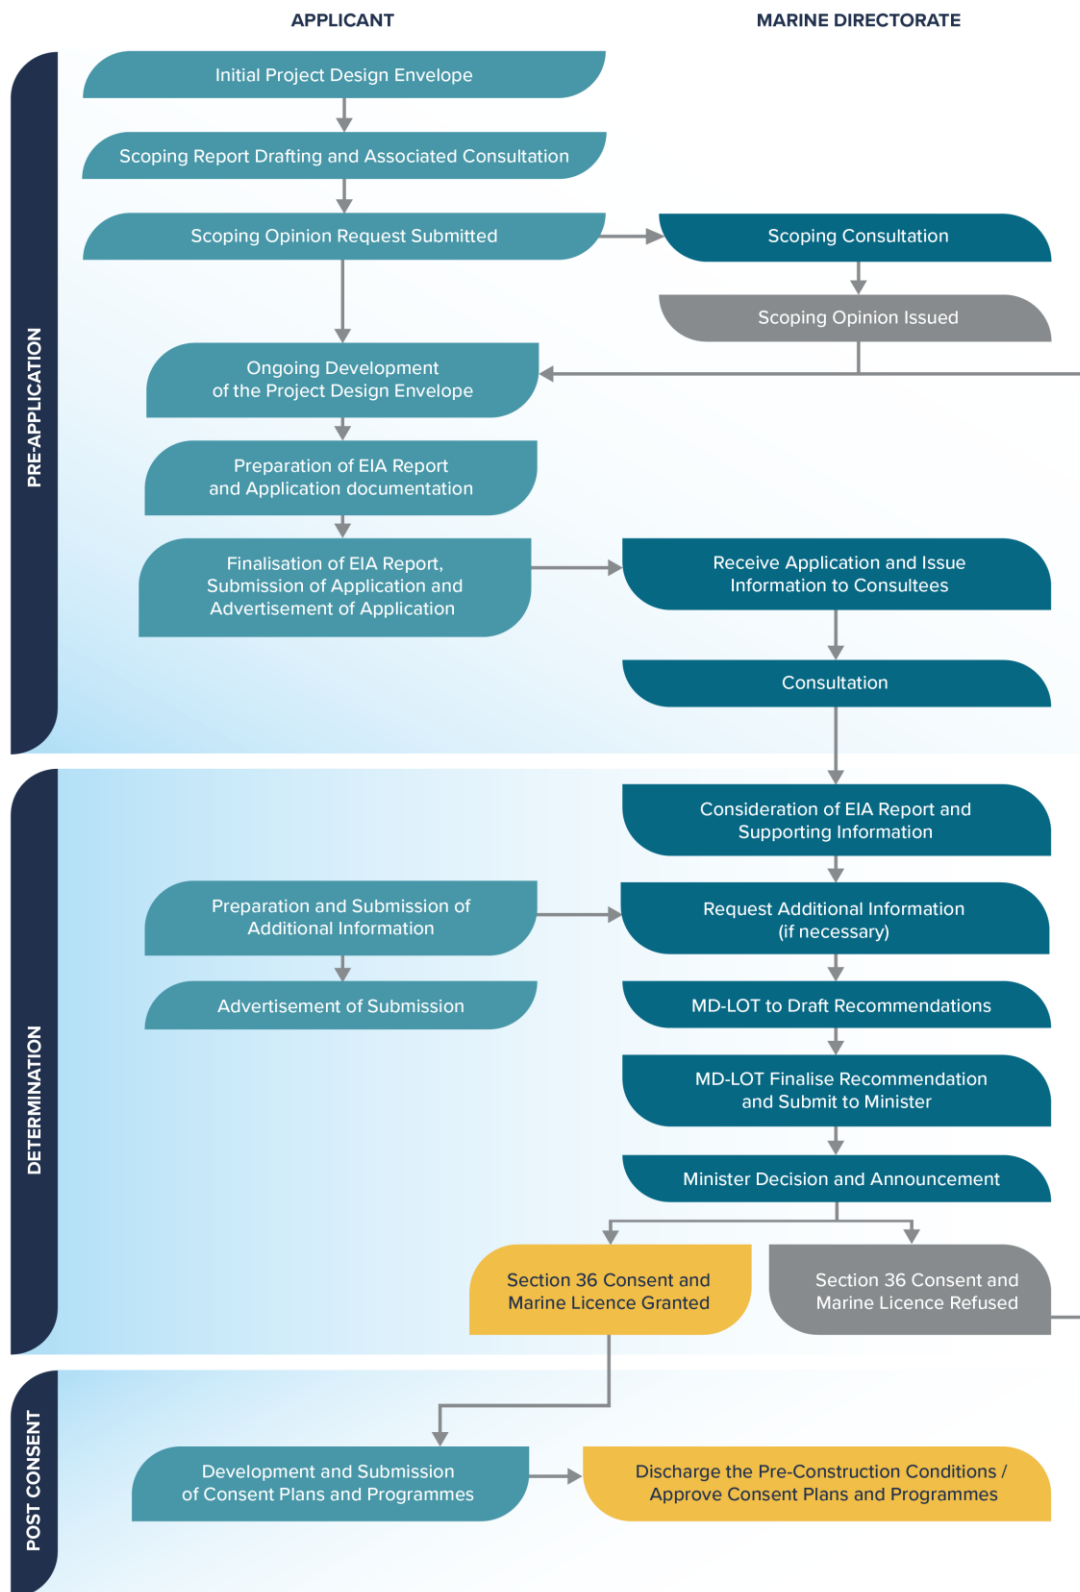 APPLICANT
MARINE DIRECTORATE
PRE-APPLICATION
Initial Project Design Envelope
Scoping Report Drafting and Associated Consultation
Scoping Opinion Request Submitted
Scoping Consultation
Scoping Opinion Issued
Ongoing Development
of the Project Design Envelope
Preparation of EIA Report
and Application documentation
Finalisation of EIA Report,
Submission of Application and
Advertisement of Application
Receive Application and Issue
Information to Consultees
Consultation
DETERMINATION
Consideration of EIA Report and
Supporting Information
Preparation and Submission of
Additional Information
Request Additional Information
(if necessary)
Advertisement of Submission
MD-LOT to Draft Recommendations
MD-LOT Finalise Recommendation
and Submit to Minister
Minister Decision and Announcement
Section 36 Consent and
Marine Licence Granted
Section 36 Consent and
Marine Licence Refused
POST CONSENT
Development and Submission
of Consent Plans and Programmes
Discharge the Pre-Construction Conditions /
Approve Consent Plans and Programmes